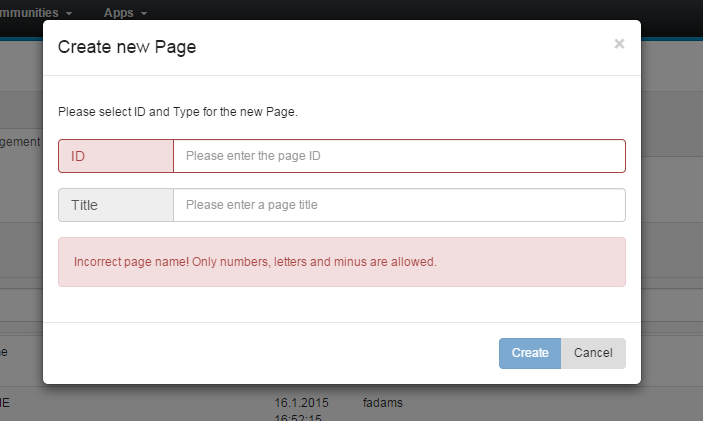 mmunities Apps
Create new Page ×
Please select ID and Type for the new Page.
gement
ID Please enter the page ID
Title Please enter a page title
Incorrect page name! Only numbers, letters and minus are allowed.
Create Cancel
ne
IE 16.1.2015 fadams
16:52:15